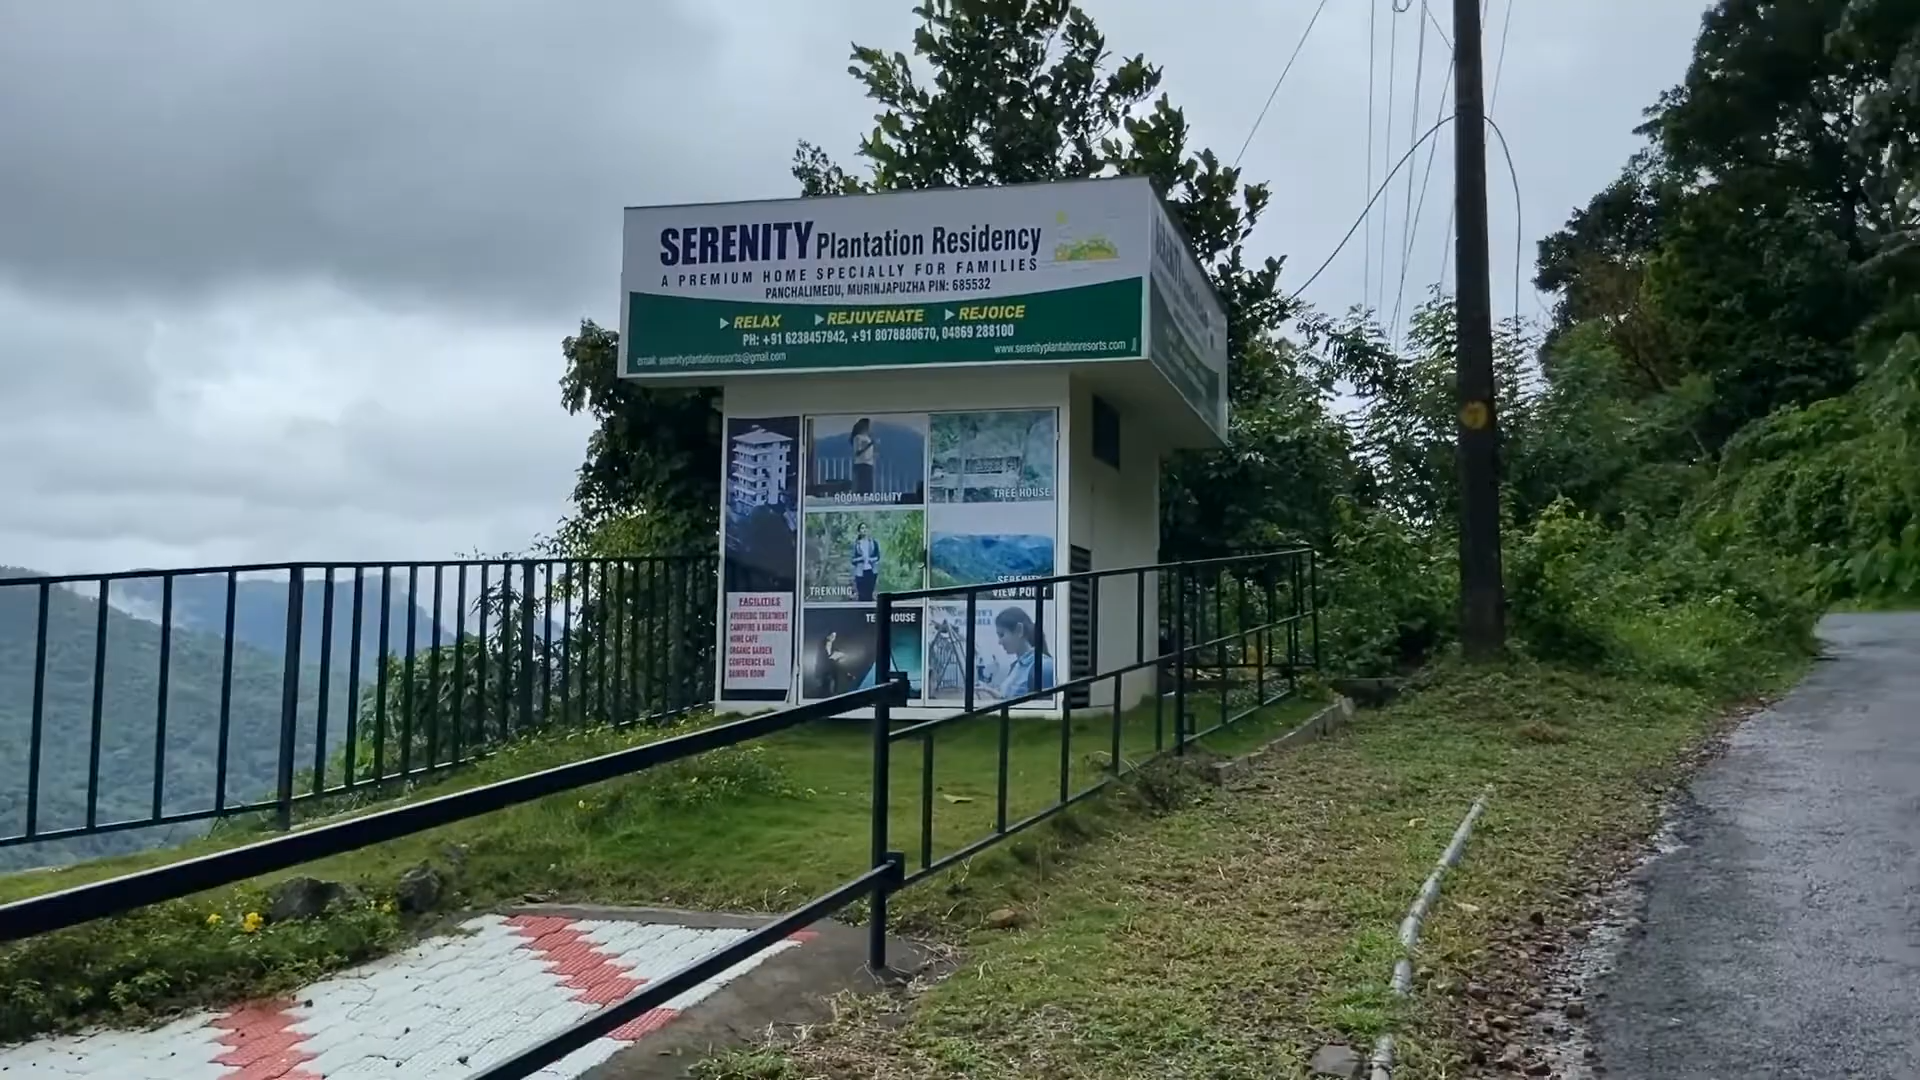 SERENITY Plantation Residency
A PREMIUM HOME SPECIALLY FOR FAMILIES
PANCHALIMEDU, MURINJAPUZHA PIN: 685532
RELAX REJUVENATE REJOICE
PH: +91 6238457942, +91 8078880670, 04869 288100
email: serenityplantationresorts@gmail.com
www.serenityplantationresorts.com
ROOM FACILITY
TREE HOUSE
TREKKING
SERENITY
VIEW POINT
FACILITIES
AYURVEDIC TREATMENT
CAMPFIRE & BARBECUE
HOME CAFE
ORGANIC GARDEN
CONFERENCE HALL
DINING ROOM
HOUSE